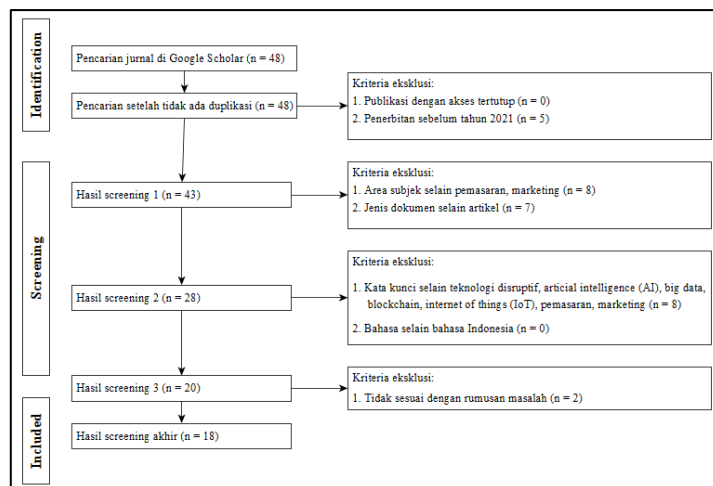 Identification
Pencarian jurnal di Google Scholar (n = 48)
Pencarian setelah tidak ada duplikasi (n = 48)
Kriteria eksklusi:
1. Publikasi dengan akses tertutup (n = 0)
2. Penerbitan sebelum tahun 2021 (n = 5)
Screening
Hasil screening 1 (n = 43)
Kriteria eksklusi:
1. Area subjek selain pemasaran, marketing (n = 8)
2. Jenis dokumen selain artikel (n = 7)
Hasil screening 2 (n = 28)
Kriteria eksklusi:
1. Kata kunci selain teknologi disruptif, articial intelligence (AI), big data,
blockchain, internet of things (IoT), pemasaran, marketing (n = 8)
2. Bahasa selain bahasa Indonesia (n = 0)
Hasil screening 3 (n = 20)
Kriteria eksklusi:
1. Tidak sesuai dengan rumusan masalah (n = 2)
Included
Hasil screening akhir (n = 18)